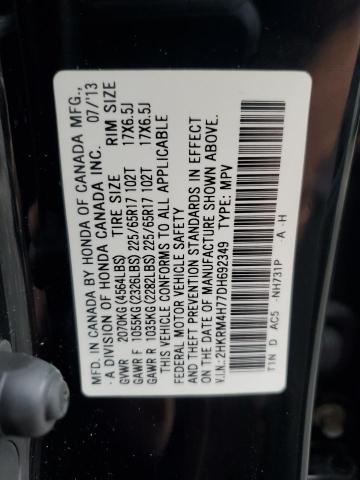 MFD. IN CANADA BY HONDA OF CANADA MFG.,
- A DIVISION OF HONDA CANADA INC. 07/'13
TIRE SIZE RIM SIZE
GVWR 2070KG (4564LBS)
GAWR F 1055KG (2326LBS) 225/65R17 102T 17X6.5J
GAWR R 1035KG (2282LBS) 225/65R17 102T 17X6.5J
THIS VEHICLE CONFORMS TO ALL APPLICABLE
FEDERAL MOTOR VEHICLE SAFETY
AND THEFT PREVENTION STANDARDS IN EFFECT
ON THE DATE OF MANUFACTURE SHOWN ABOVE.
V.I.N.: 2HKRM4H77DH692349 TYPE: MPV
T1N D AC5 NH731P - A - H